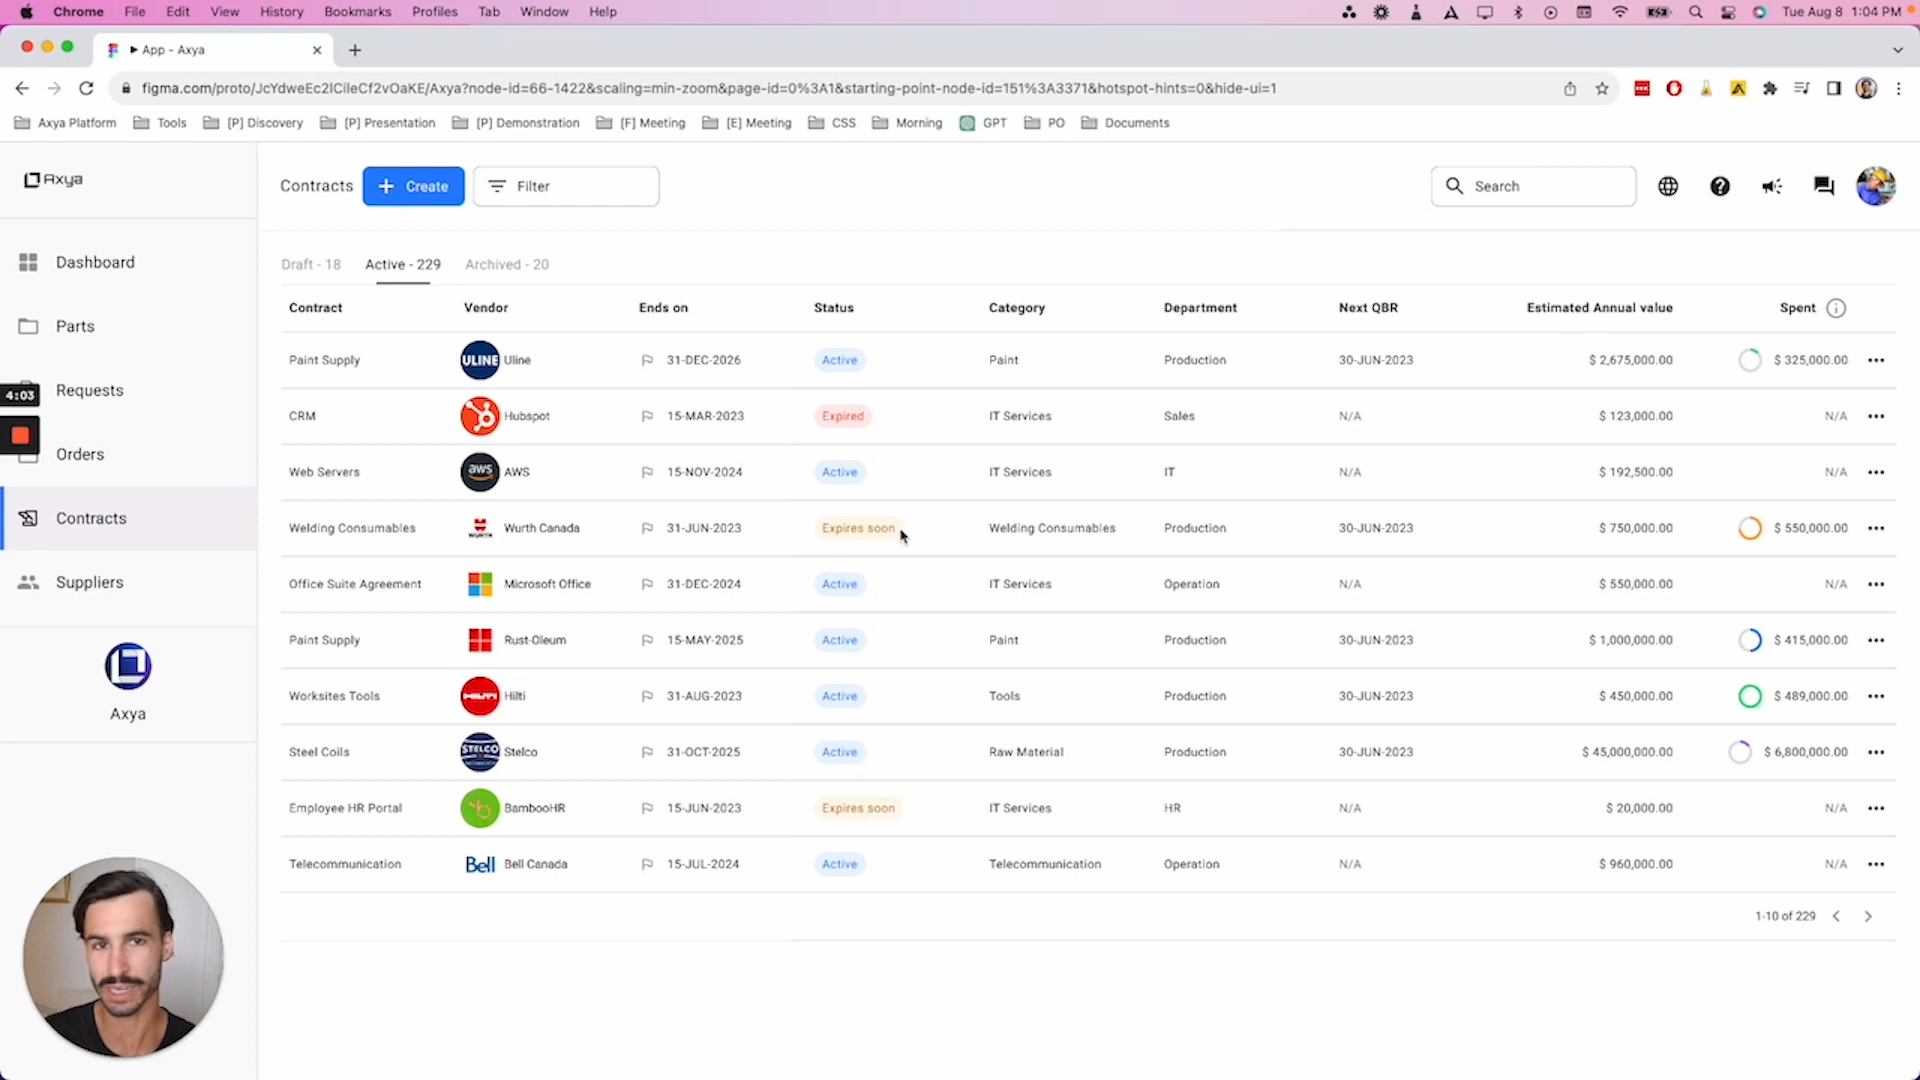 Chrome File Edit View History Bookmarks Profiles Tab Window Help Tue Aug 8 1:04 PM
App - Axya
figma.com/proto/JcYdweEc2ICileCf2vOaKE/Axya?node-id=66-1422&scaling=min-zoom&page-id=0%3A1&starting-point-node-id=151%3A3371&hotspot-hints=0&hide-ui=1
Axya Platform Tools [P] Discovery [P] Presentation [P] Demonstration [F] Meeting [E] Meeting CSS Morning GPT PO Documents
Axya
Contracts Create Filter Search
Dashboard
Parts
Requests
4:03
Orders
Contracts
Suppliers
Axya
Draft - 18 Active - 229 Archived - 20
Contract Vendor Ends on Status Category Department Next QBR Estimated Annual value Spent
Paint Supply ULINE Uline 31-DEC-2026 Active Paint Production 30-JUN-2023 $ 2,675,000.00 $ 325,000.00
CRM Hubspot 15-MAR-2023 Expired IT Services Sales N/A $ 123,000.00 N/A
Web Servers aws AWS 15-NOV-2024 Active IT Services IT N/A $ 192,500.00 N/A
Welding Consumables WURTH Wurth Canada 31-JUN-2023 Expires soon Welding Consumables Production 30-JUN-2023 $ 750,000.00 $ 550,000.00
Office Suite Agreement Microsoft Office 31-DEC-2024 Active IT Services Operation N/A $ 550,000.00 N/A
Paint Supply Rust-Oleum 15-MAY-2025 Active Paint Production 30-JUN-2023 $ 1,000,000.00 $ 415,000.00
Worksites Tools HILTI Hilti 31-AUG-2023 Active Tools Production 30-JUN-2023 $ 450,000.00 $ 489,000.00
Steel Coils STELCO Stelco 31-OCT-2025 Active Raw Material Production 30-JUN-2023 $ 45,000,000.00 $ 6,800,000.00
Employee HR Portal BambooHR 15-JUN-2023 Expires soon IT Services HR N/A $ 20,000.00 N/A
Telecommunication Bell Bell Canada 15-JUL-2024 Active Telecommunication Operation N/A $ 960,000.00 N/A
1-10 of 229